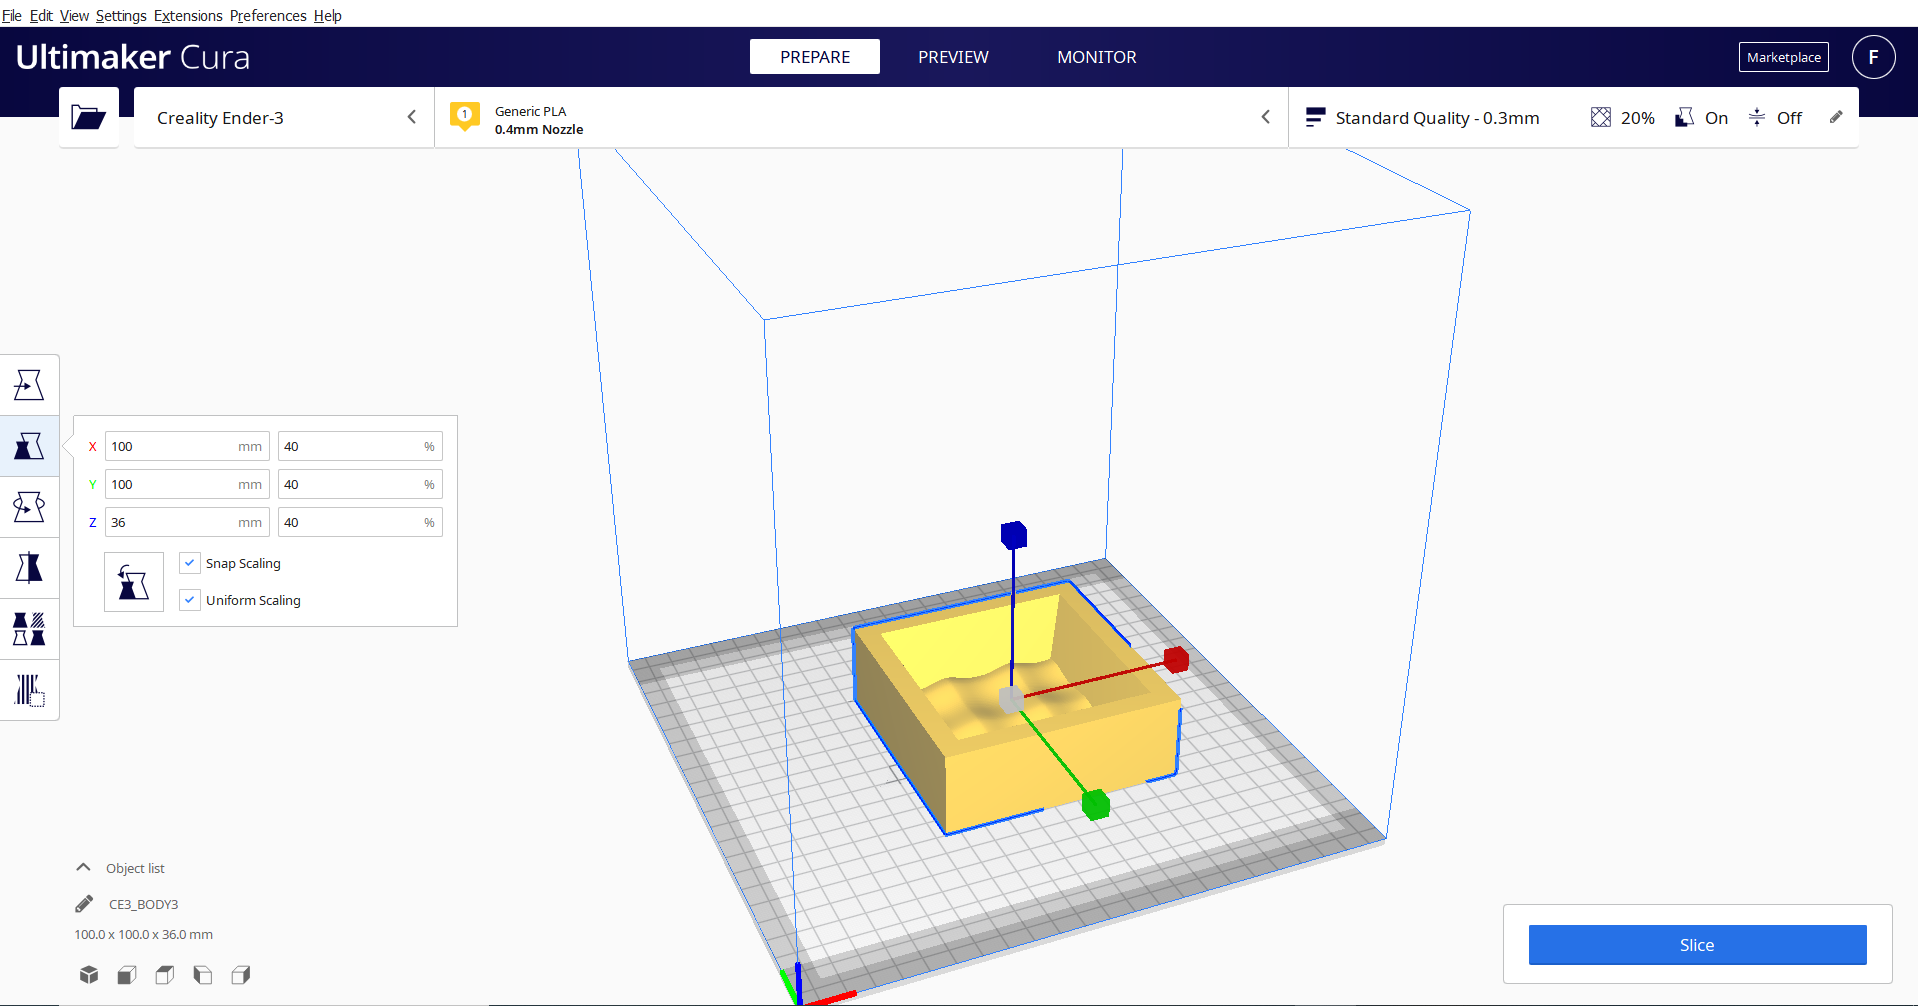 File Edit View Settings Extensions Preferences Help
Ultimaker Cura
PREPARE PREVIEW MONITOR
Marketplace F
Creality Ender-3
1
Generic PLA
0.4mm Nozzle
Standard Quality - 0.3mm 20% On Off
X 100 mm 40 %
Y 100 mm 40 %
Z 36 mm 40 %
Snap Scaling
Uniform Scaling
Object list
CE3_BODY3
100.0 x 100.0 x 36.0 mm
Slice